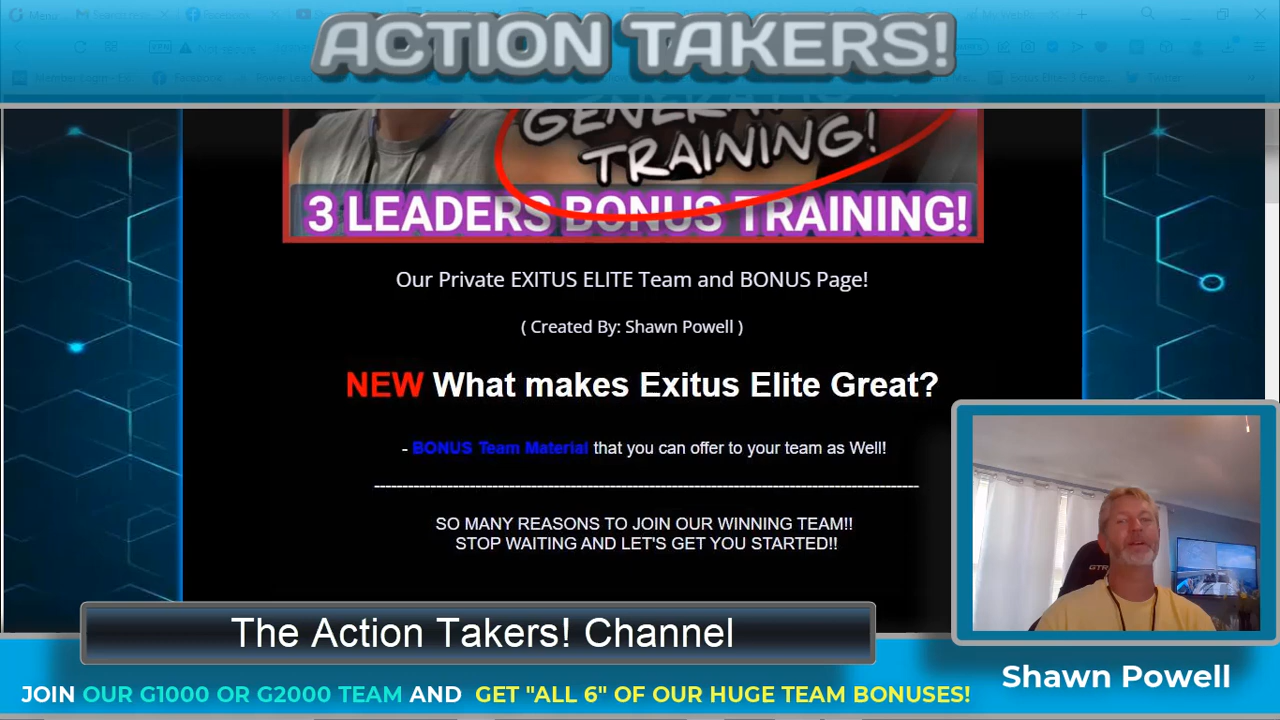 ACTION TAKERS!
TRAINING!
3 LEADERS BONUS TRAINING!
Our Private EXITUS ELITE Team and BONUS Page!
( Created By: Shawn Powell )
NEW What makes Exitus Elite Great?
- BONUS Team Material that you can offer to your team as Well!
SO MANY REASONS TO JOIN OUR WINNING TEAM!!
STOP WAITING AND LET'S GET YOU STARTED!!
GTR
The Action Takers! Channel
Shawn Powell
JOIN OUR G1000 OR G2000 TEAM AND GET "ALL 6" OF OUR HUGE TEAM BONUSES!